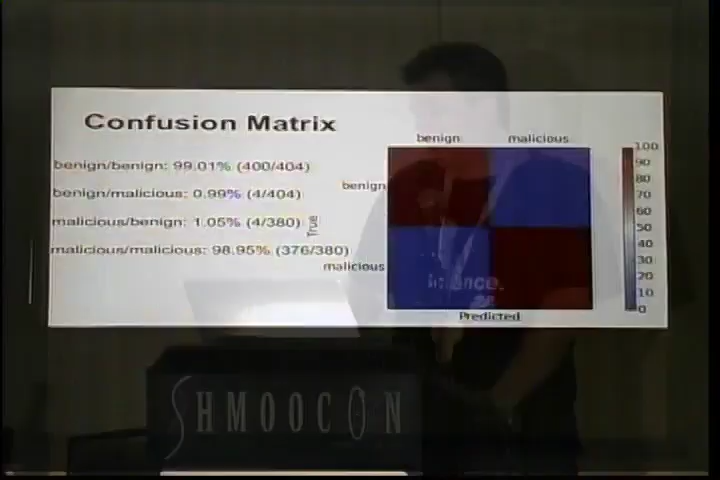 Confusion Matrix
benign/benign: 99.01% (400/404)
benign/malicious: 0.99% (4/404)
malicious/benign: 1.05% (4/380)
malicious/malicious: 98.95% (376/380)
benign malicious
benign
malicious
True
Predicted
100
90
80
70
60
50
40
30
20
10
0
SHMOOCON